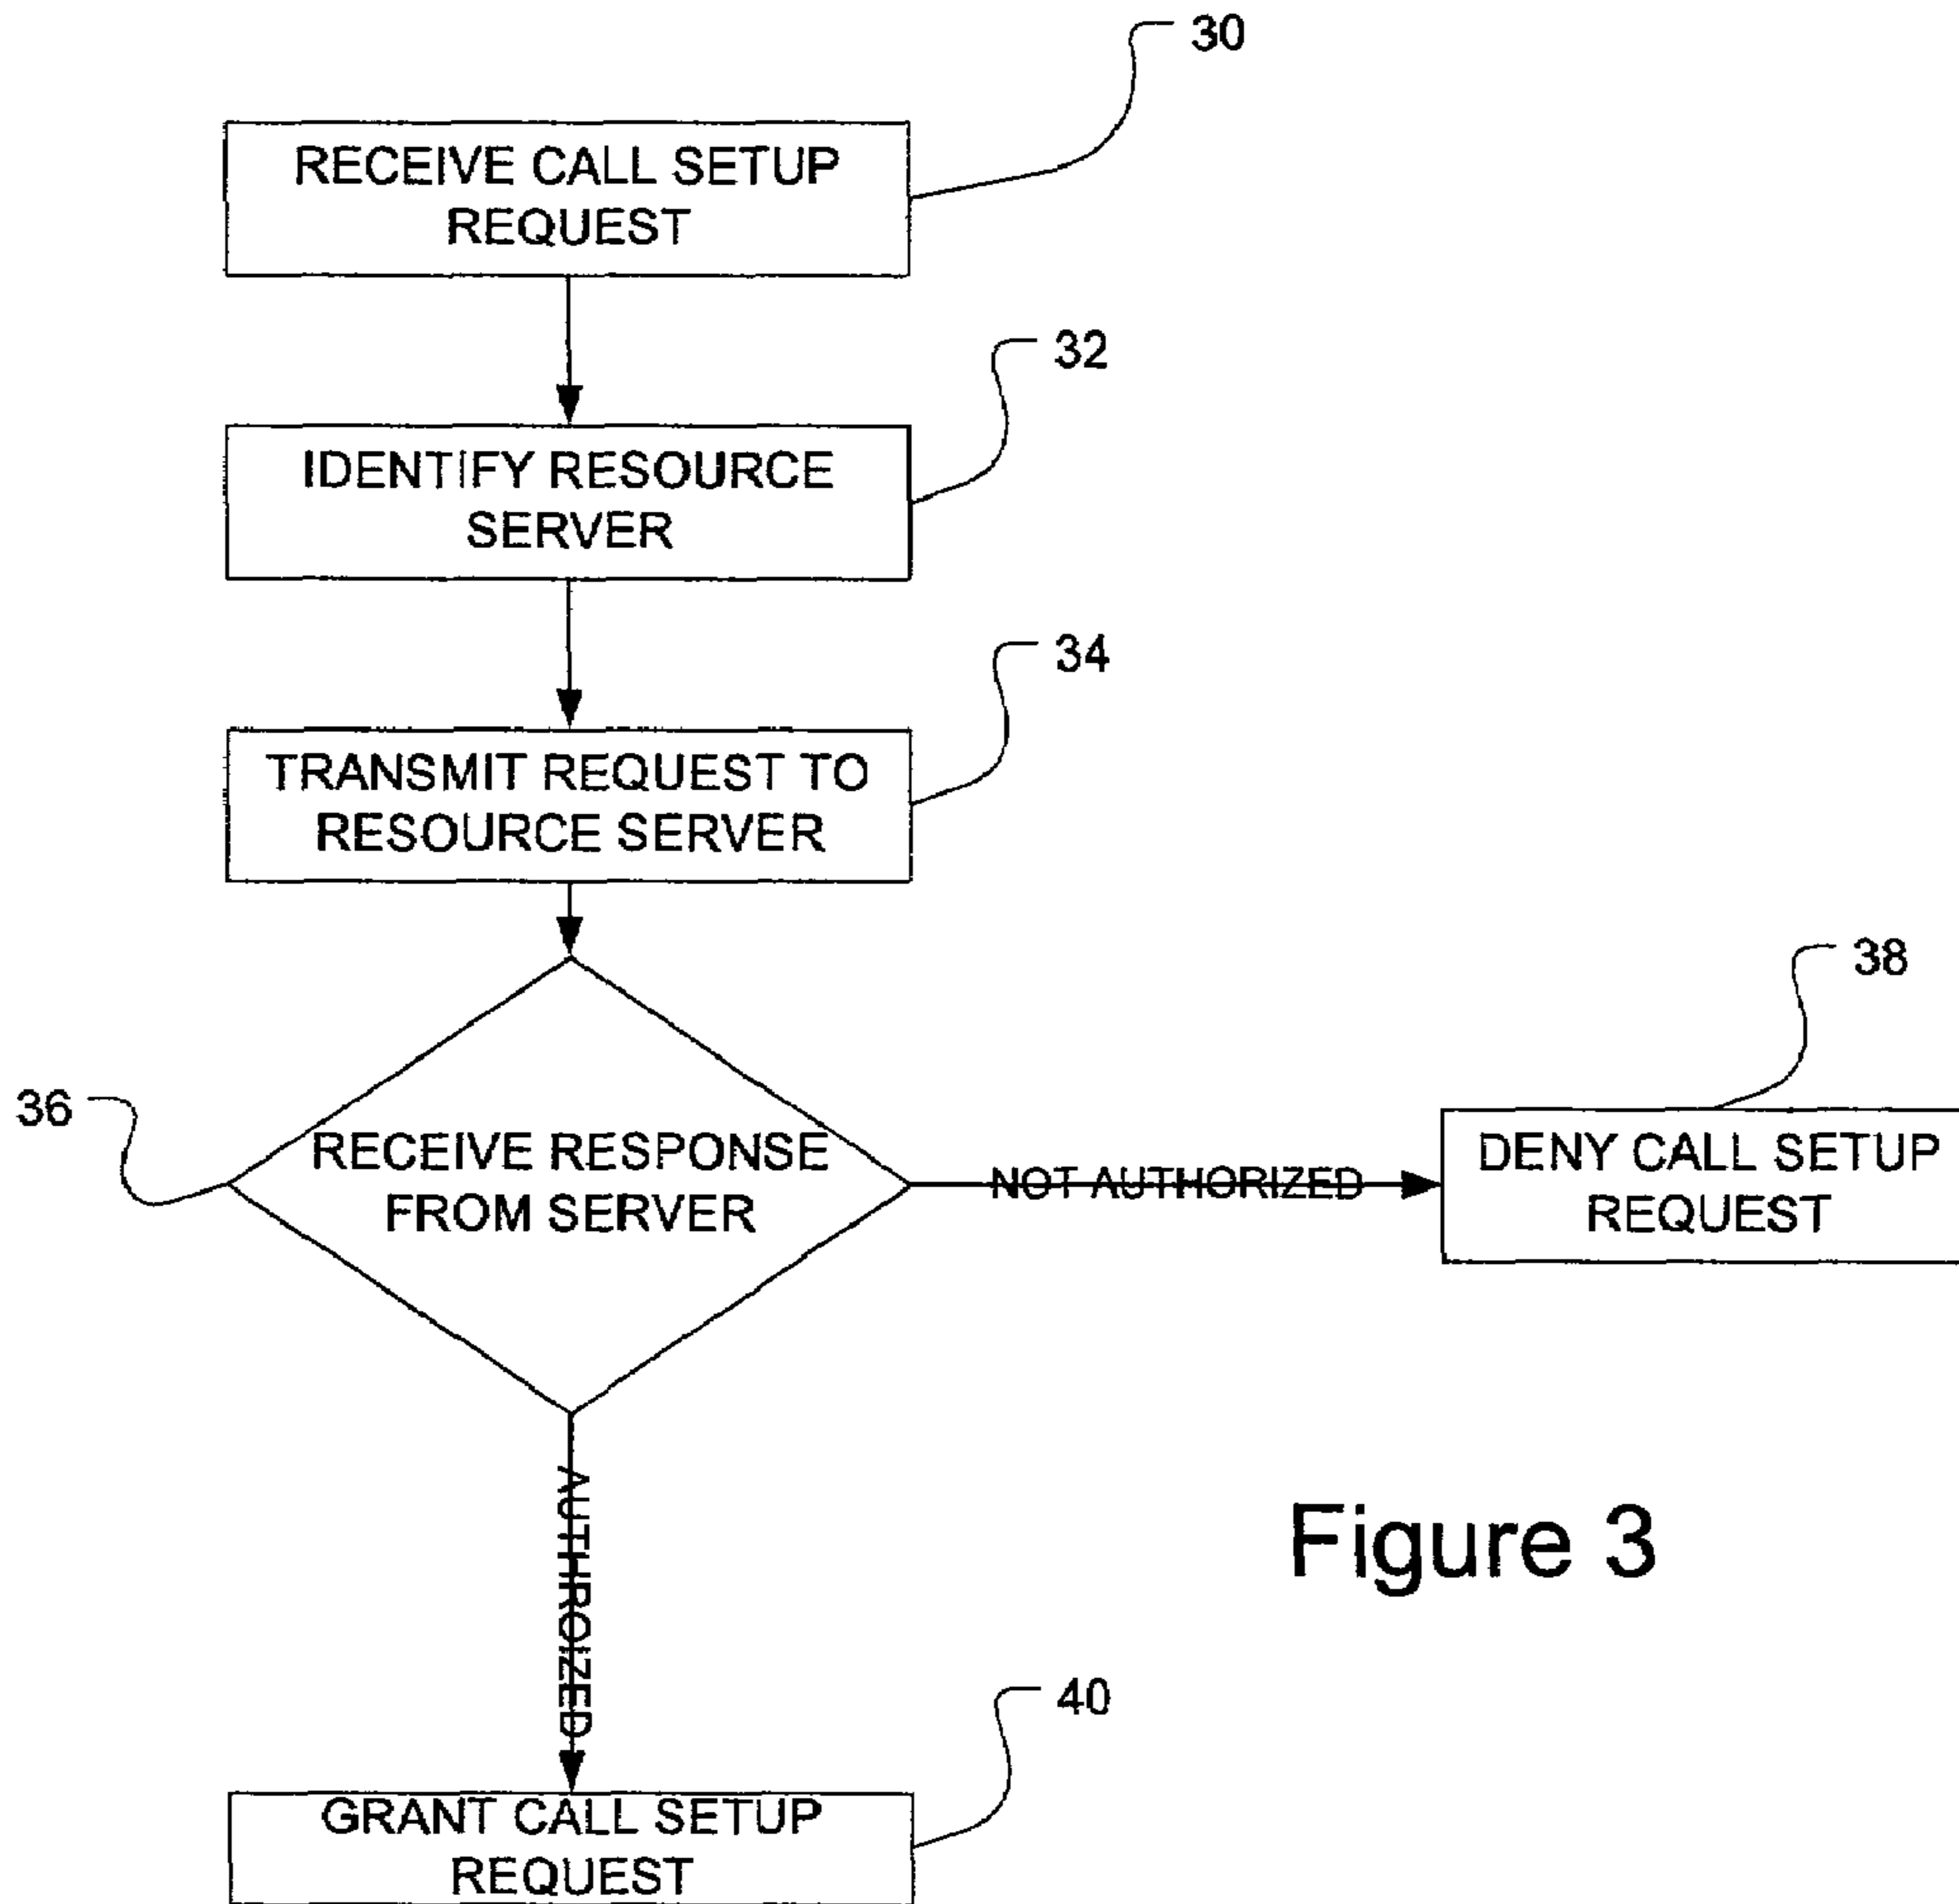 30
RECEIVE CALL SETUP
REQUEST
32
IDENTIFY RESOURCE
SERVER
34
TRANSMIT REQUEST TO
RESOURCE SERVER
38
36
RECEIVE RESPONSE
FROM SERVER
NOT AUTHORIZED
DENY CALL SETUP
REQUEST
AUTHROIZED
Figure 3
40
GRANT CALL SETUP
REQUEST